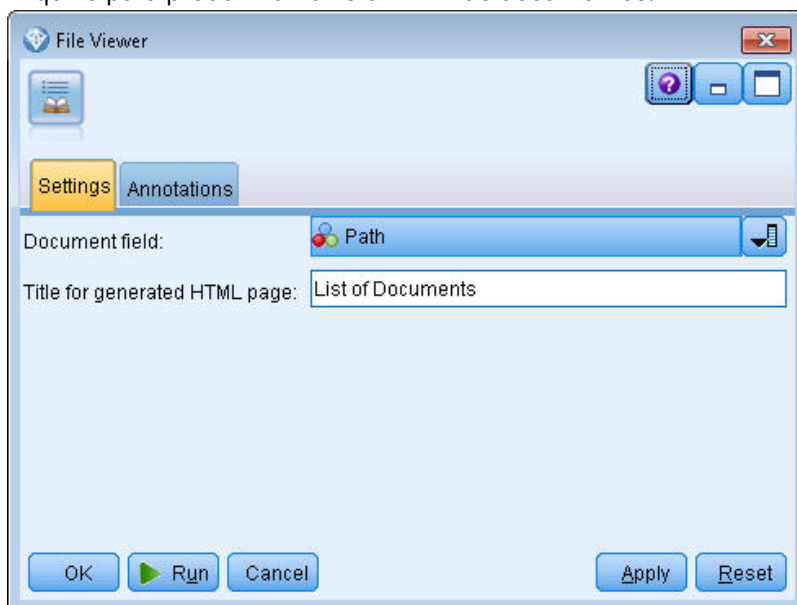 File Viewer
Settings
Annotations
Document field:
Path
Title for generated HTML page:
List of Documents
OK
Run
Cancel
Apply
Reset